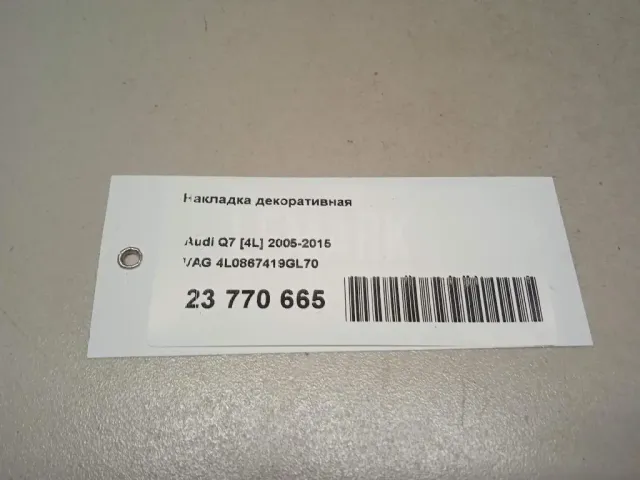 Накладка декоративная
Audi Q7 [4L] 2005-2015
VAG 4L0867419GL70
23 770 665